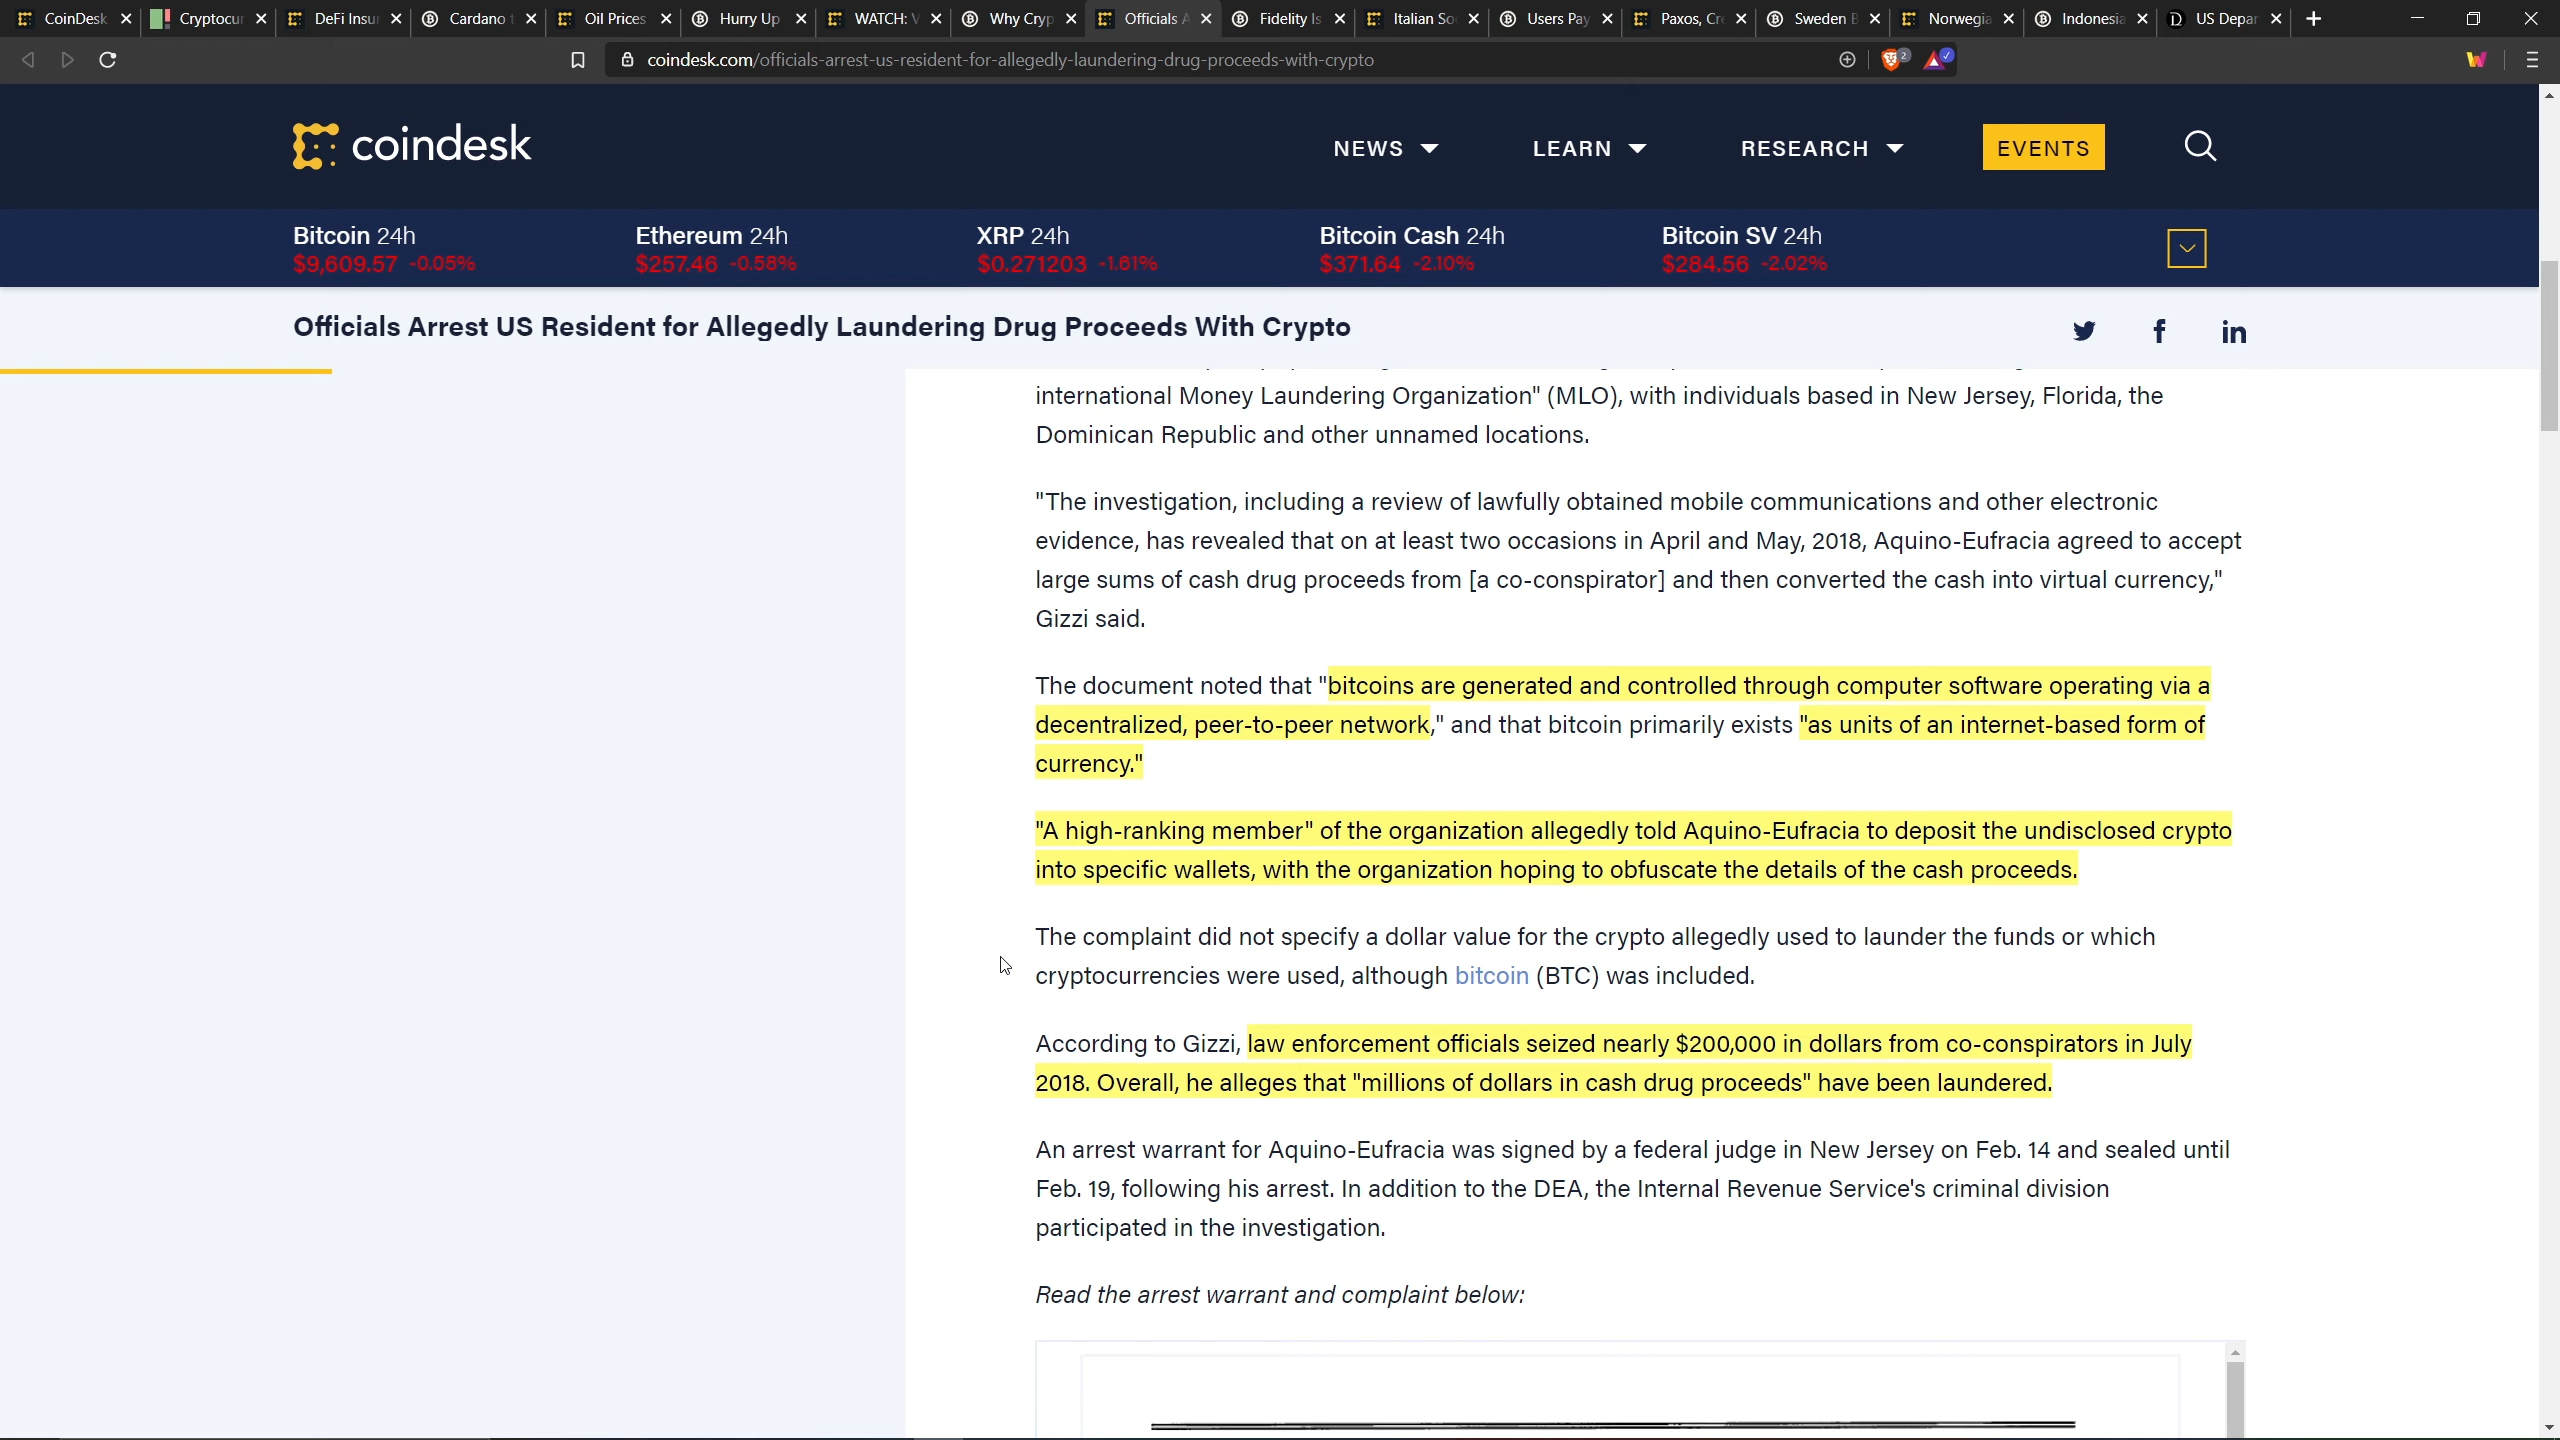 CoinDesk
Cryptocur
DeFi Insu
Cardano t
Oil Prices
Hurry Up
WATCH: V
Why Cryp
Officials A
Fidelity Is
Italian So
Users Pay
Paxos, Cre
Sweden B
Norwegia
Indonesia
US Depar
coindesk.com/officials-arrest-us-resident-for-allegedly-laundering-drug-proceeds-with-crypto
2
coindesk
NEWS
LEARN
RESEARCH
EVENTS
Bitcoin 24h
$9,609.57 -0.05%
Ethereum 24h
$257.46 -0.58%
XRP 24h
$0.271203 -1.61%
Bitcoin Cash 24h
$371.64 -2.10%
Bitcoin SV 24h
$284.56 -2.02%
Officials Arrest US Resident for Allegedly Laundering Drug Proceeds With Crypto
international Money Laundering Organization" (MLO), with individuals based in New Jersey, Florida, the
Dominican Republic and other unnamed locations.
"The investigation, including a review of lawfully obtained mobile communications and other electronic
evidence, has revealed that on at least two occasions in April and May, 2018, Aquino-Eufracia agreed to accept
large sums of cash drug proceeds from [a co-conspirator] and then converted the cash into virtual currency,"
Gizzi said.
The document noted that "bitcoins are generated and controlled through computer software operating via a
decentralized, peer-to-peer network," and that bitcoin primarily exists "as units of an internet-based form of
currency."
"A high-ranking member" of the organization allegedly told Aquino-Eufracia to deposit the undisclosed crypto
into specific wallets, with the organization hoping to obfuscate the details of the cash proceeds.
The complaint did not specify a dollar value for the crypto allegedly used to launder the funds or which
cryptocurrencies were used, although bitcoin (BTC) was included.
According to Gizzi, law enforcement officials seized nearly $200,000 in dollars from co-conspirators in July
2018. Overall, he alleges that "millions of dollars in cash drug proceeds" have been laundered.
An arrest warrant for Aquino-Eufracia was signed by a federal judge in New Jersey on Feb. 14 and sealed until
Feb. 19, following his arrest. In addition to the DEA, the Internal Revenue Service's criminal division
participated in the investigation.
Read the arrest warrant and complaint below: